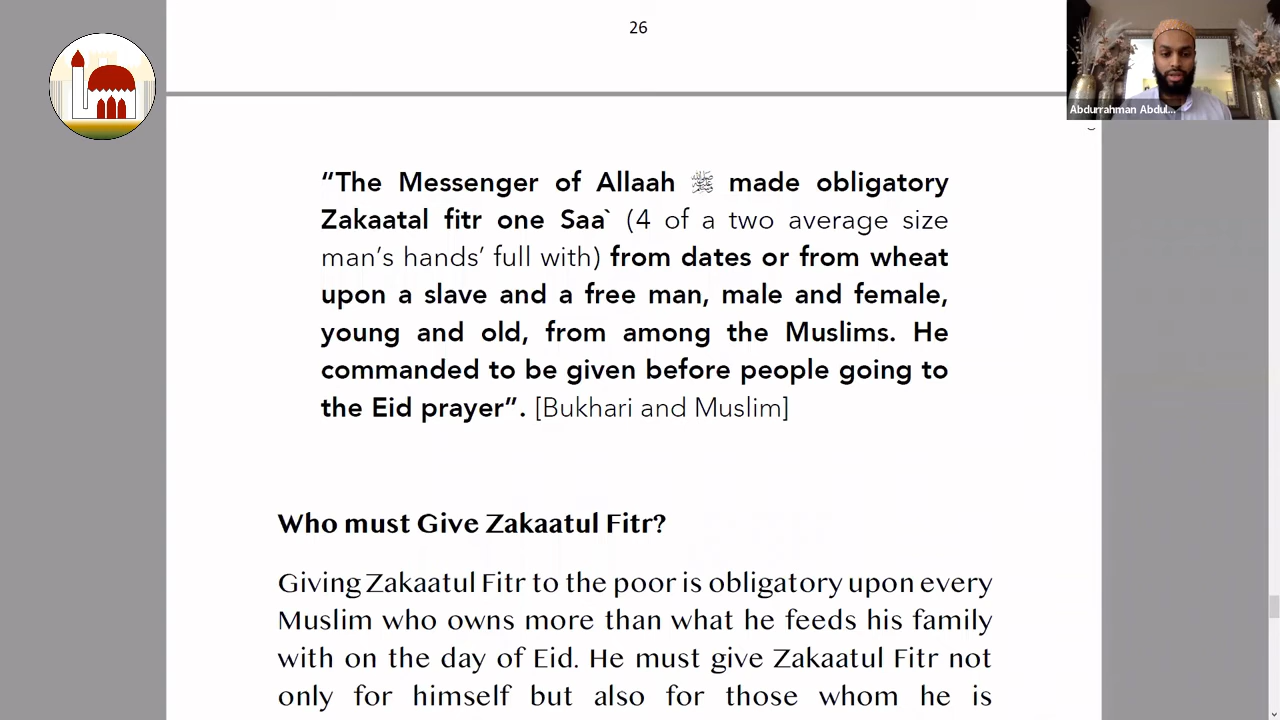 26
“The Messenger of Allaah ﷺ made obligatory
Zakaatal fitr one Saa` (4 of a two average size
man’s hands’ full with) from dates or from wheat
upon a slave and a free man, male and female,
young and old, from among the Muslims. He
commanded to be given before people going to
the Eid prayer”. [Bukhari and Muslim]
Who must Give Zakaatul Fitr?
Giving Zakaatul Fitr to the poor is obligatory upon every
Muslim who owns more than what he feeds his family
with on the day of Eid. He must give Zakaatul Fitr not
only for himself but also for those whom he is
Abdurrahman Abdul...